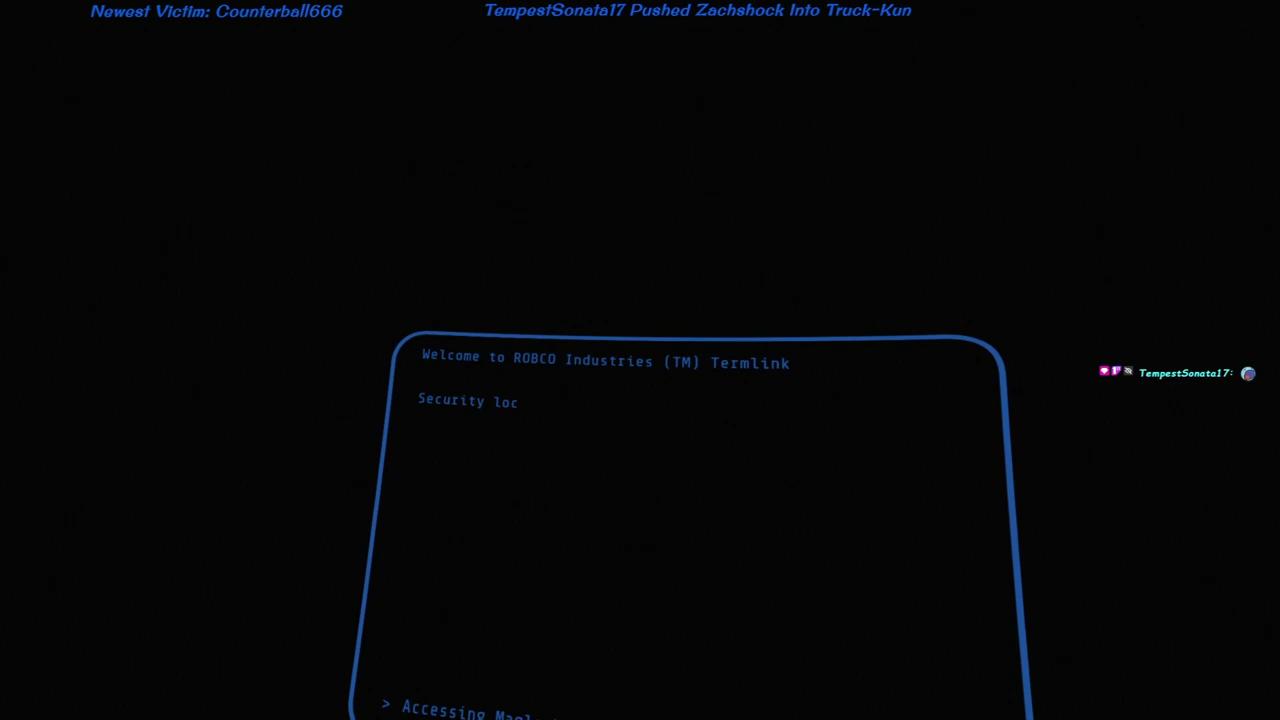 Newest Victim: Counterball666
TempestSonata17 Pushed Zachshock Into Truck-Kun
Welcome to ROBCO Industries (TM) Termlink
TempestSonata17:
Security loc
> Accessing